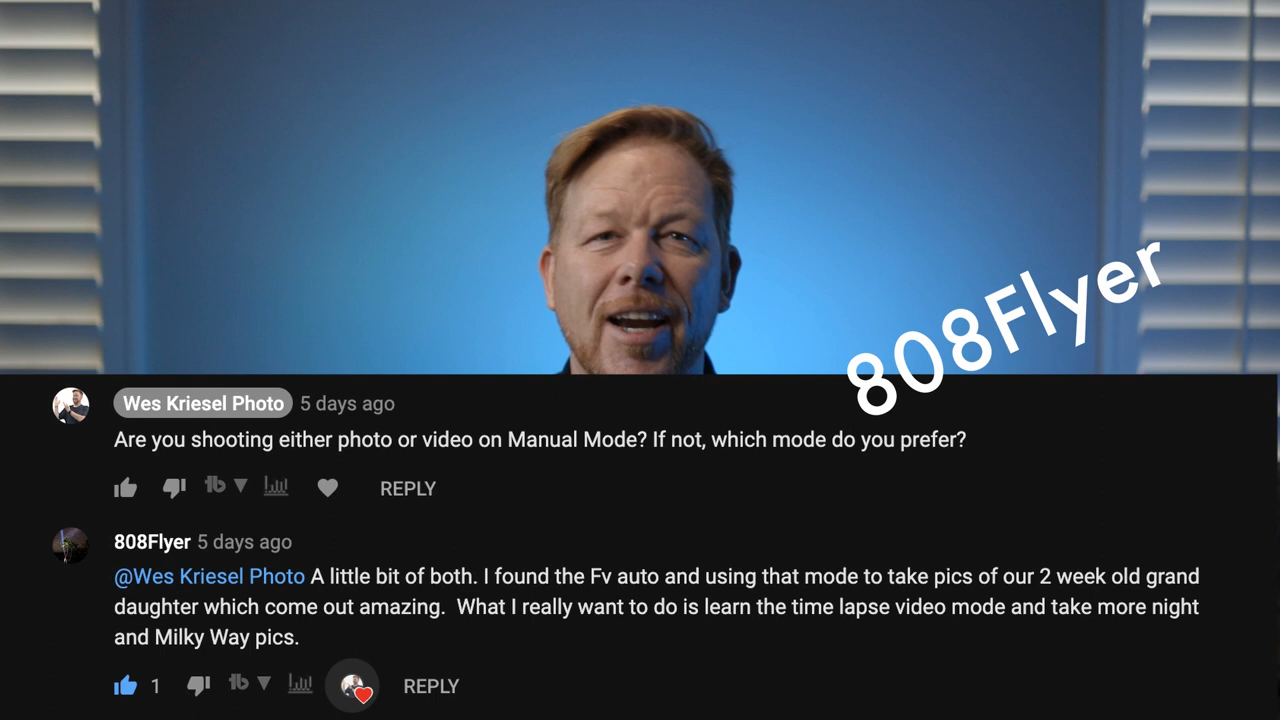 808Flyer
Wes Kriesel Photo 5 days ago
Are you shooting either photo or video on Manual Mode? If not, which mode do you prefer?
REPLY
808Flyer 5 days ago
@Wes Kriesel Photo A little bit of both. I found the Fv auto and using that mode to take pics of our 2 week old grand
daughter which come out amazing.  What I really want to do is learn the time lapse video mode and take more night
and Milky Way pics.
1 REPLY